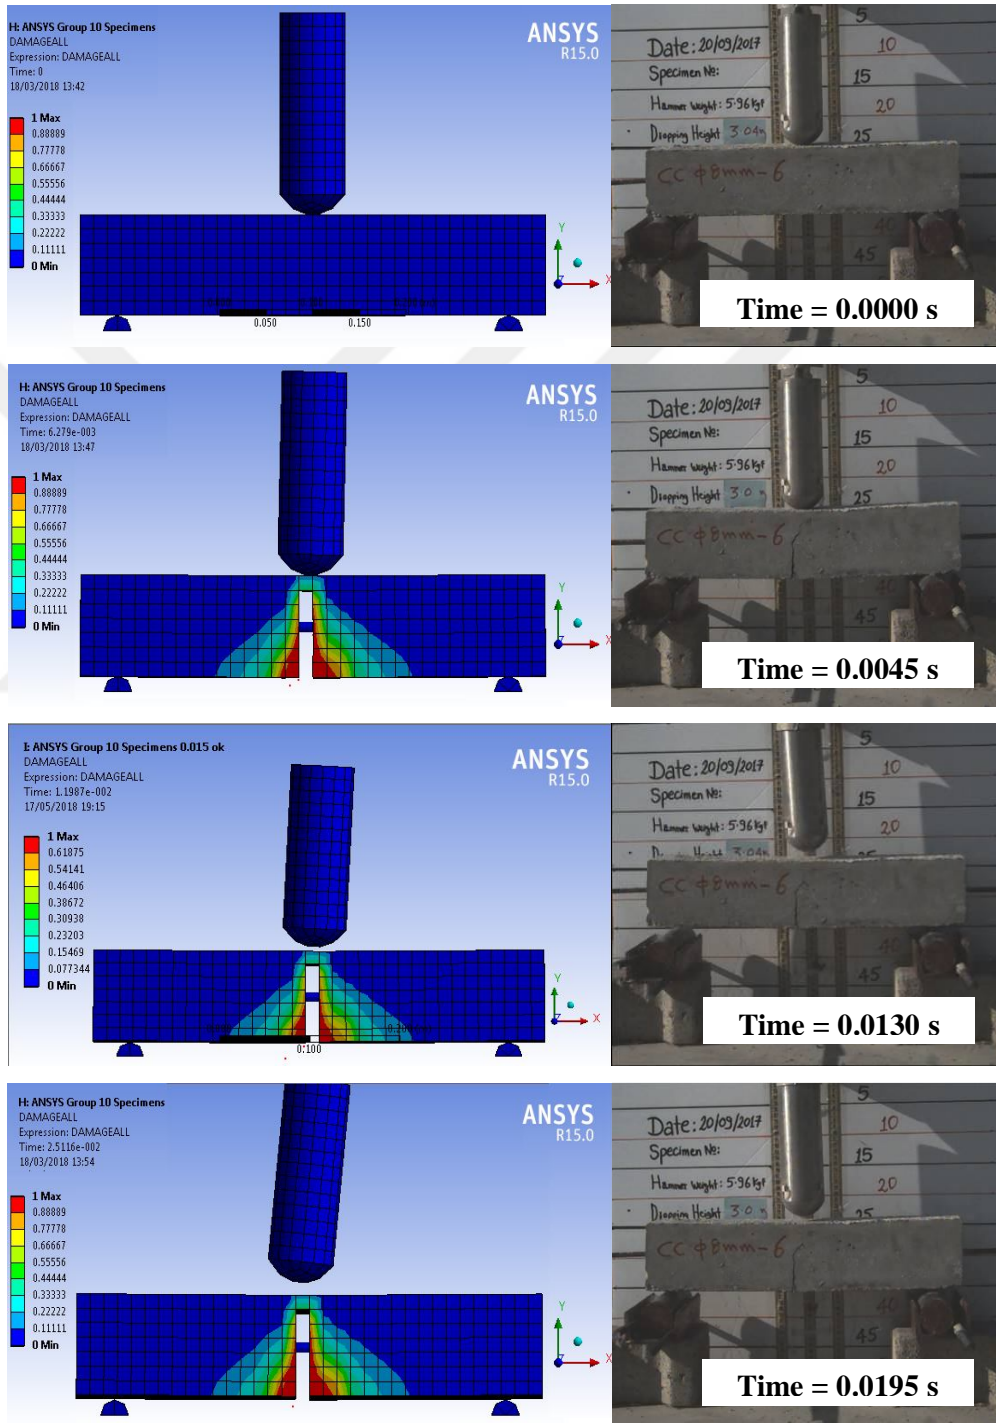 H: ANSYS Group 10 Specimens
DAMAGEALL
Expression: DAMAGEALL
Time: 0
18/03/2018 13:42
1 Max
0.88889
0.77778
0.66667
0.55556
0.44444
0.33333
0.22222
0.11111
0 Min
ANSYS
R15.0
Y
X
0.050
0.150
5
Date: 20/09/2017
10
Specimen №:
15
Hammer Weight: 5.96 kgf
20
Dropping Height 3.04m
25
CC φ8mm-6
45
Time = 0.0000 s
H: ANSYS Group 10 Specimens
DAMAGEALL
Expression: DAMAGEALL
Time: 6.279e-003
18/03/2018 13:47
1 Max
0.88889
0.77778
0.66667
0.55556
0.44444
0.33333
0.22222
0.11111
0 Min
ANSYS
R15.0
Y
X
5
Date: 20/09/2017
10
Specimen №:
15
Hammer Weight: 5.96 kgf
20
Dropping Height 3.0
25
CC φ8mm-6
40
45
Time = 0.0045 s
I: ANSYS Group 10 Specimens 0.015 ok
DAMAGEALL
Expression: DAMAGEALL
Time: 1.1987e-002
17/05/2018 19:15
1 Max
0.61875
0.54141
0.46406
0.38672
0.30938
0.23203
0.15469
0.077344
0 Min
ANSYS
R15.0
Y
X
0.100
5
Date: 20/09/2017
10
Specimen №:
15
Hammer Weight: 5.96 kgf
20
3.04m
CC φ8mm-6
40
45
Time = 0.0130 s
H: ANSYS Group 10 Specimens
DAMAGEALL
Expression: DAMAGEALL
Time: 2.5116e-002
18/03/2018 13:54
1 Max
0.88889
0.77778
0.66667
0.55556
0.44444
0.33333
0.22222
0.11111
0 Min
ANSYS
R15.0
Y
X
5
Date: 20/09/2017
10
Specimen №:
15
Hammer Weight: 5.96 kgf
20
Dropping Height 3.0
25
CC φ8mm-6
40
45
Time = 0.0195 s